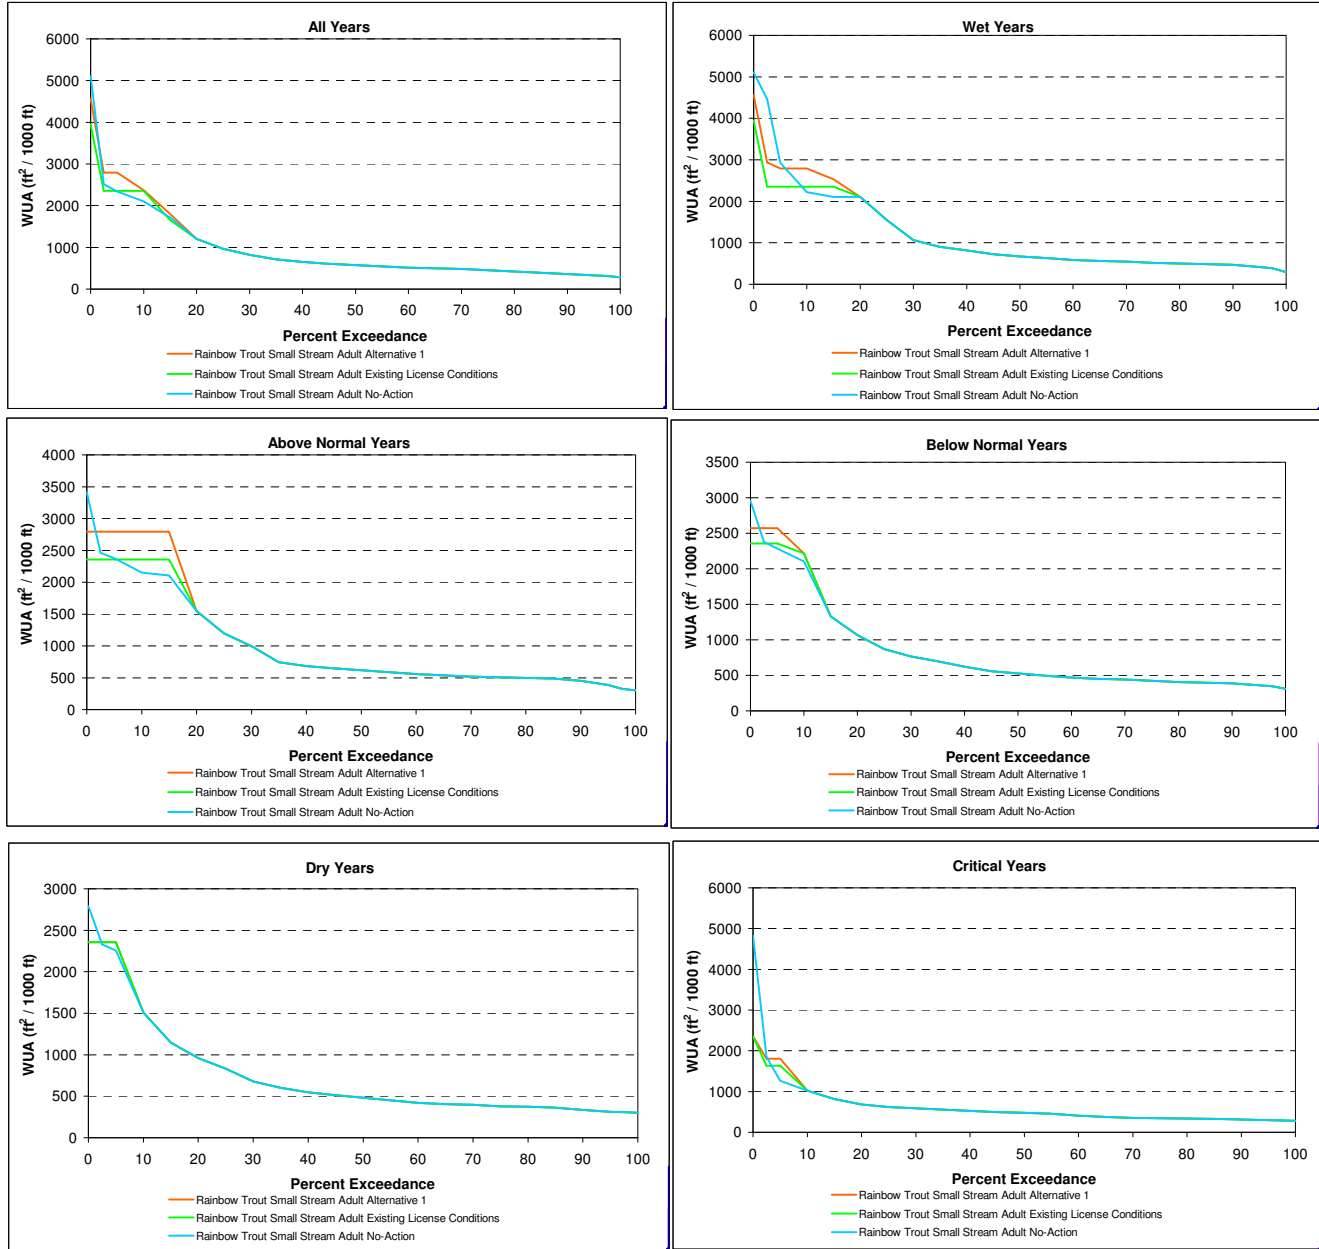 All Years
WUA (ft² / 1000 ft)
6000
5000
4000
3000
2000
1000
0
0 10 20 30 40 50 60 70 80 90 100
Percent Exceedance
Rainbow Trout Small Stream Adult Alternative 1
Rainbow Trout Small Stream Adult Existing License Conditions
Rainbow Trout Small Stream Adult No-Action
Wet Years
WUA (ft² / 1000 ft)
6000
5000
4000
3000
2000
1000
0
0 10 20 30 40 50 60 70 80 90 100
Percent Exceedance
Rainbow Trout Small Stream Adult Alternative 1
Rainbow Trout Small Stream Adult Existing License Conditions
Rainbow Trout Small Stream Adult No-Action
Above Normal Years
WUA (ft² / 1000 ft)
4000
3500
3000
2500
2000
1500
1000
500
0
0 10 20 30 40 50 60 70 80 90 100
Percent Exceedance
Rainbow Trout Small Stream Adult Alternative 1
Rainbow Trout Small Stream Adult Existing License Conditions
Rainbow Trout Small Stream Adult No-Action
Below Normal Years
WUA (ft² / 1000 ft)
3500
3000
2500
2000
1500
1000
500
0
0 10 20 30 40 50 60 70 80 90 100
Percent Exceedance
Rainbow Trout Small Stream Adult Alternative 1
Rainbow Trout Small Stream Adult Existing License Conditions
Rainbow Trout Small Stream Adult No-Action
Dry Years
WUA (ft² / 1000 ft)
3000
2500
2000
1500
1000
500
0
0 10 20 30 40 50 60 70 80 90 100
Percent Exceedance
Rainbow Trout Small Stream Adult Alternative 1
Rainbow Trout Small Stream Adult Existing License Conditions
Rainbow Trout Small Stream Adult No-Action
Critical Years
WUA (ft² / 1000 ft)
6000
5000
4000
3000
2000
1000
0
0 10 20 30 40 50 60 70 80 90 100
Percent Exceedance
Rainbow Trout Small Stream Adult Alternative 1
Rainbow Trout Small Stream Adult Existing License Conditions
Rainbow Trout Small Stream Adult No-Action